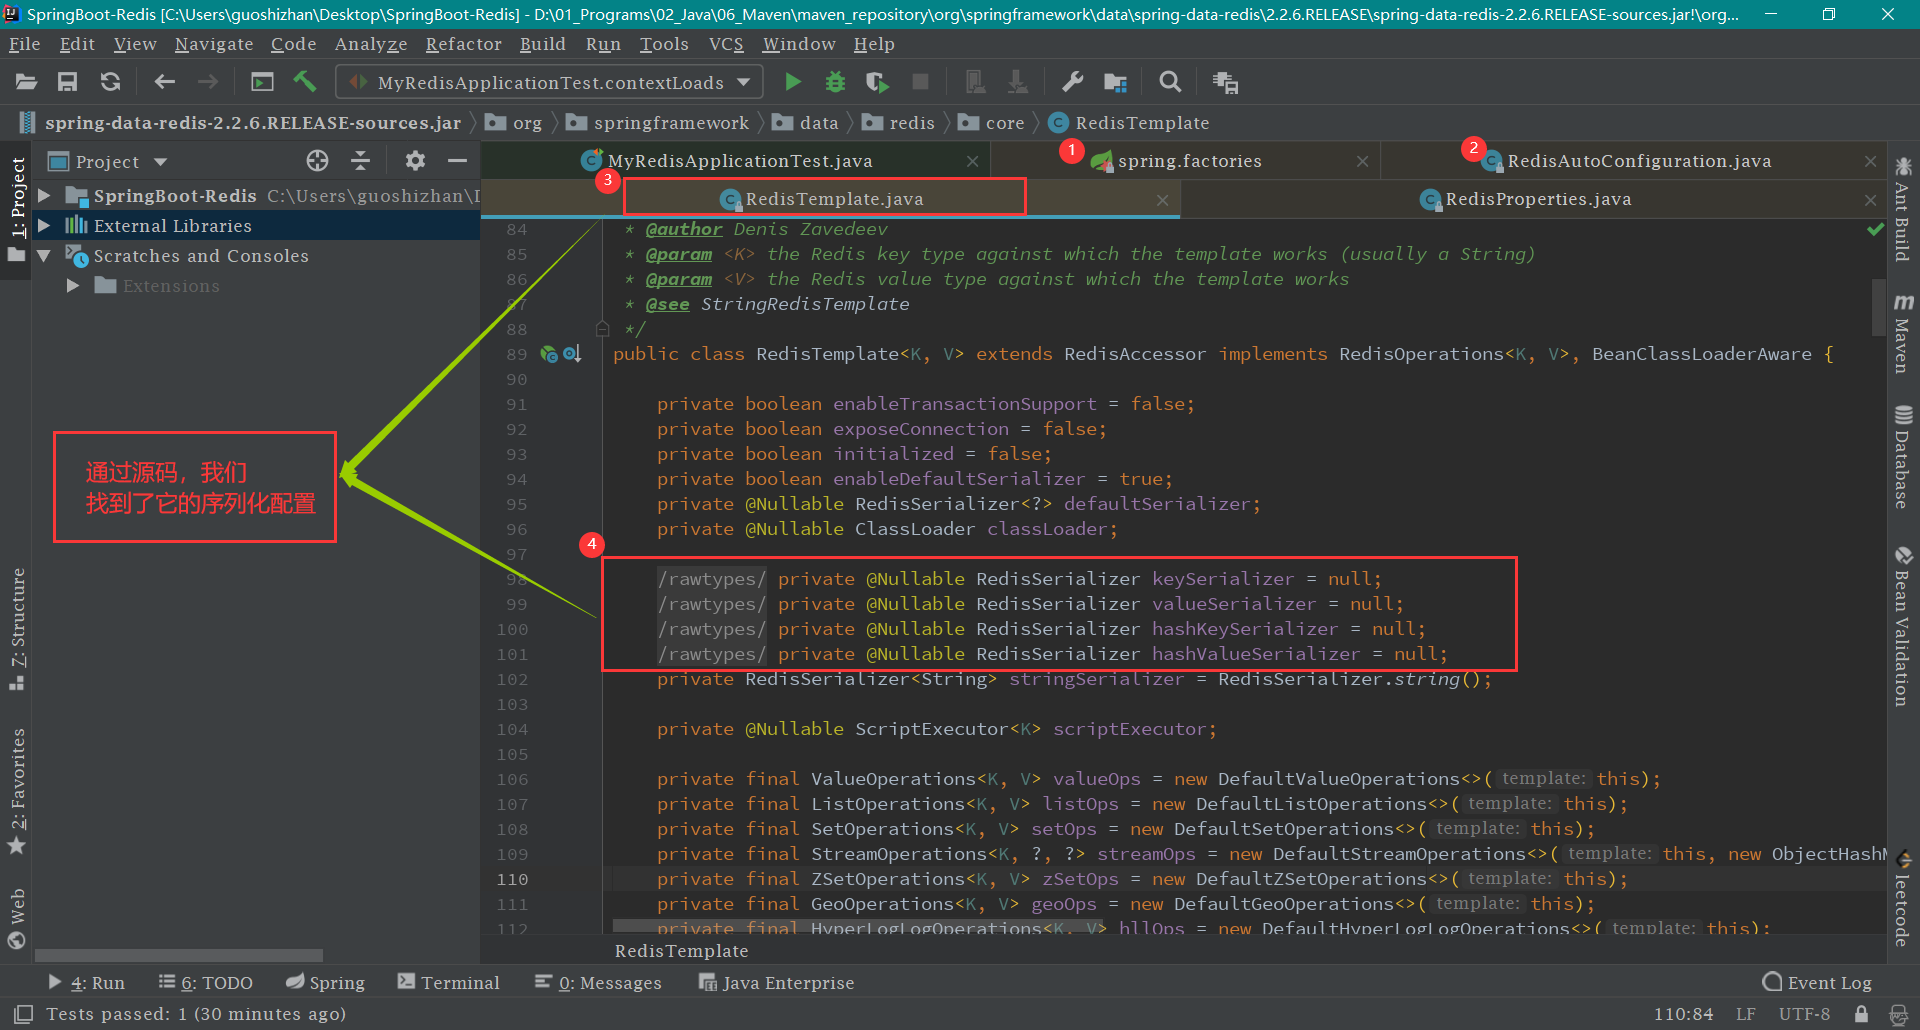 SpringBoot-Redis [C:\Users\guoshizhan\Desktop\SpringBoot-Redis] - D:\01_Programs\02_Java\06_Maven\maven_repository\org\springframework\data\spring-data-redis\2.2.6.RELEASE\spring-data-redis-2.2.6.RELEASE-sources.jar!\org...
File Edit View Navigate Code Analyze Refactor Build Run Tools VCS Window Help
MyRedisApplicationTest.contextLoads
spring-data-redis-2.2.6.RELEASE-sources.jar org springframework data redis core RedisTemplate
Project
MyRedisApplicationTest.java 1 spring.factories 2 RedisAutoConfiguration.java
3 RedisTemplate.java RedisProperties.java
SpringBoot-Redis C:\Users\guoshizhan\D
External Libraries
Scratches and Consoles
Extensions
通过源码，我们
找到了它的序列化配置
84 * @author Denis Zavedeev
85 * @param <K> the Redis key type against which the template works (usually a String)
86 * @param <V> the Redis value type against which the template works
87 * @see StringRedisTemplate
88 */
89 public class RedisTemplate<K, V> extends RedisAccessor implements RedisOperations<K, V>, BeanClassLoaderAware {
90
91 private boolean enableTransactionSupport = false;
92 private boolean exposeConnection = false;
93 private boolean initialized = false;
94 private boolean enableDefaultSerializer = true;
95 private @Nullable RedisSerializer<?> defaultSerializer;
96 private @Nullable ClassLoader classLoader;
97
4
98 /rawtypes/ private @Nullable RedisSerializer keySerializer = null;
99 /rawtypes/ private @Nullable RedisSerializer valueSerializer = null;
100 /rawtypes/ private @Nullable RedisSerializer hashKeySerializer = null;
101 /rawtypes/ private @Nullable RedisSerializer hashValueSerializer = null;
102 private RedisSerializer<String> stringSerializer = RedisSerializer.string();
103
104 private @Nullable ScriptExecutor<K> scriptExecutor;
105
106 private final ValueOperations<K, V> valueOps = new DefaultValueOperations<>( template: this);
107 private final ListOperations<K, V> listOps = new DefaultListOperations<>( template: this);
108 private final SetOperations<K, V> setOps = new DefaultSetOperations<>( template: this);
109 private final StreamOperations<K, ?, ?> streamOps = new DefaultStreamOperations<>( template: this, new ObjectHashM
110 private final ZSetOperations<K, V> zSetOps = new DefaultZSetOperations<>( template: this);
111 private final GeoOperations<K, V> geoOps = new DefaultGeoOperations<>( template: this);
112 private final HyperLogLogOperations<K, V> hllOps = new DefaultHyperLogLogOperations<>( template: this);
RedisTemplate
1: Project
7: Structure
2: Favorites
Web
Ant Build
Maven
Database
Bean Validation
leetcode
4: Run 6: TODO Spring Terminal 0: Messages Java Enterprise Event Log
Tests passed: 1 (30 minutes ago) 110:84 LF UTF-8